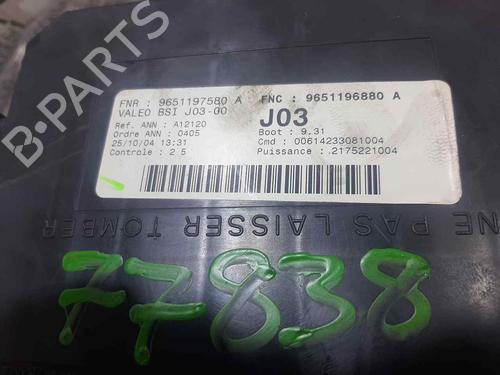 FNR : 9651197580 A FNC : 9651196880 A
VALEO BSI J03-00
J03
Ref. ANN : A12120
Boot : 9.31
Ordre ANN : 0405
Cmd : 00614233081004
25/10/04 13:31
Puissance : .2175221004
Controle : 2.5
NE PAS LAISSER TOMBER
77838
B-PARTS